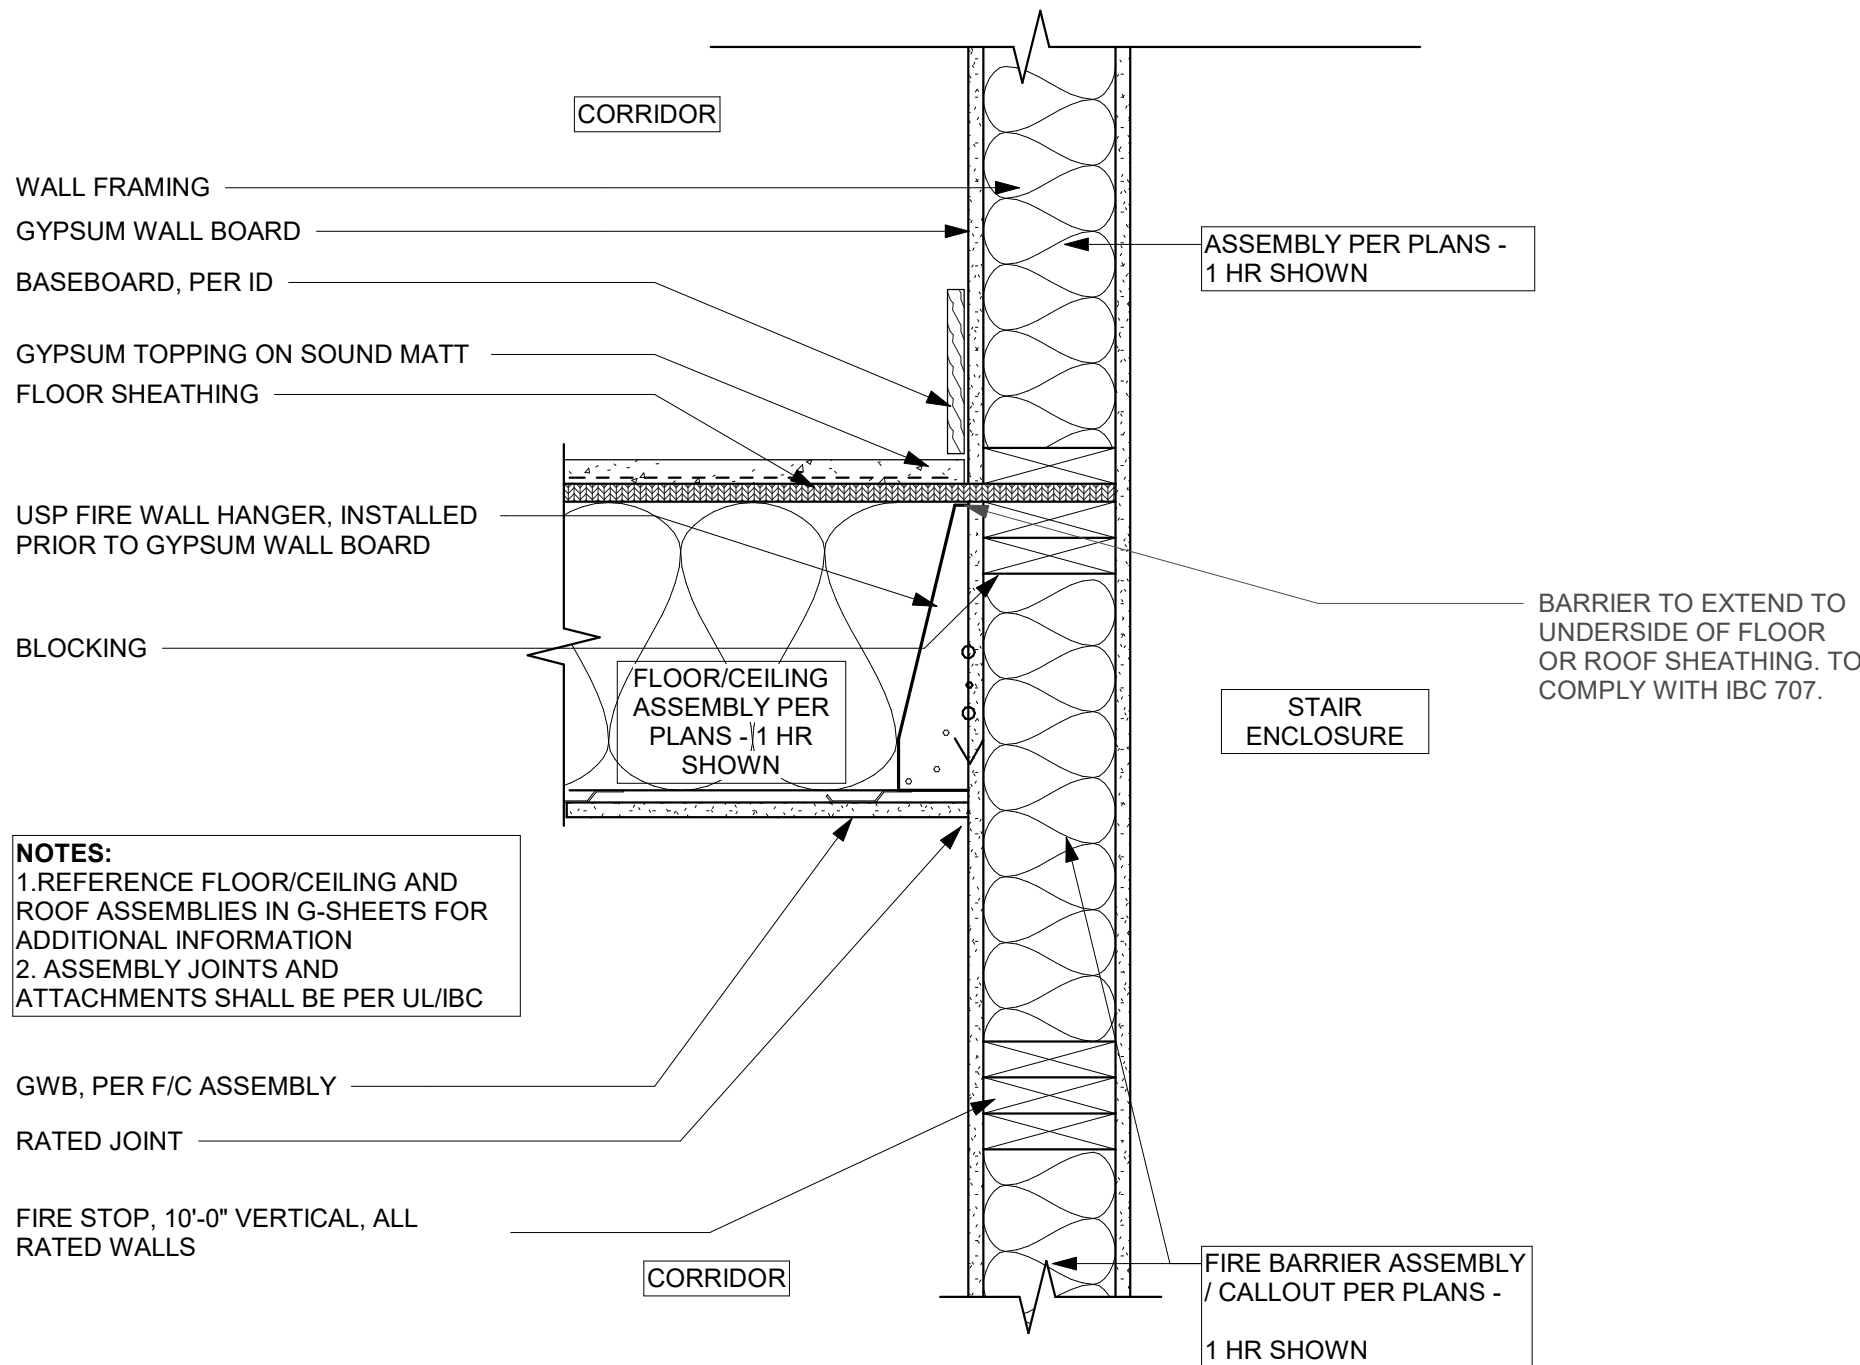 CORRIDOR
WALL FRAMING
GYPSUM WALL BOARD
BASEBOARD, PER ID
GYPSUM TOPPING ON SOUND MATT
FLOOR SHEATHING
USP FIRE WALL HANGER, INSTALLED
PRIOR TO GYPSUM WALL BOARD
BLOCKING
ASSEMBLY PER PLANS -
1 HR SHOWN
BARRIER TO EXTEND TO
UNDERSIDE OF FLOOR
OR ROOF SHEATHING. TO
COMPLY WITH IBC 707.
FLOOR/CEILING
ASSEMBLY PER
PLANS - 1 HR
SHOWN
STAIR
ENCLOSURE
NOTES:
1.REFERENCE FLOOR/CEILING AND
ROOF ASSEMBLIES IN G-SHEETS FOR
ADDITIONAL INFORMATION
2. ASSEMBLY JOINTS AND
ATTACHMENTS SHALL BE PER UL/IBC
GWB, PER F/C ASSEMBLY
RATED JOINT
FIRE STOP, 10'-0" VERTICAL, ALL
RATED WALLS
CORRIDOR
FIRE BARRIER ASSEMBLY
/ CALLOUT PER PLANS -
1 HR SHOWN